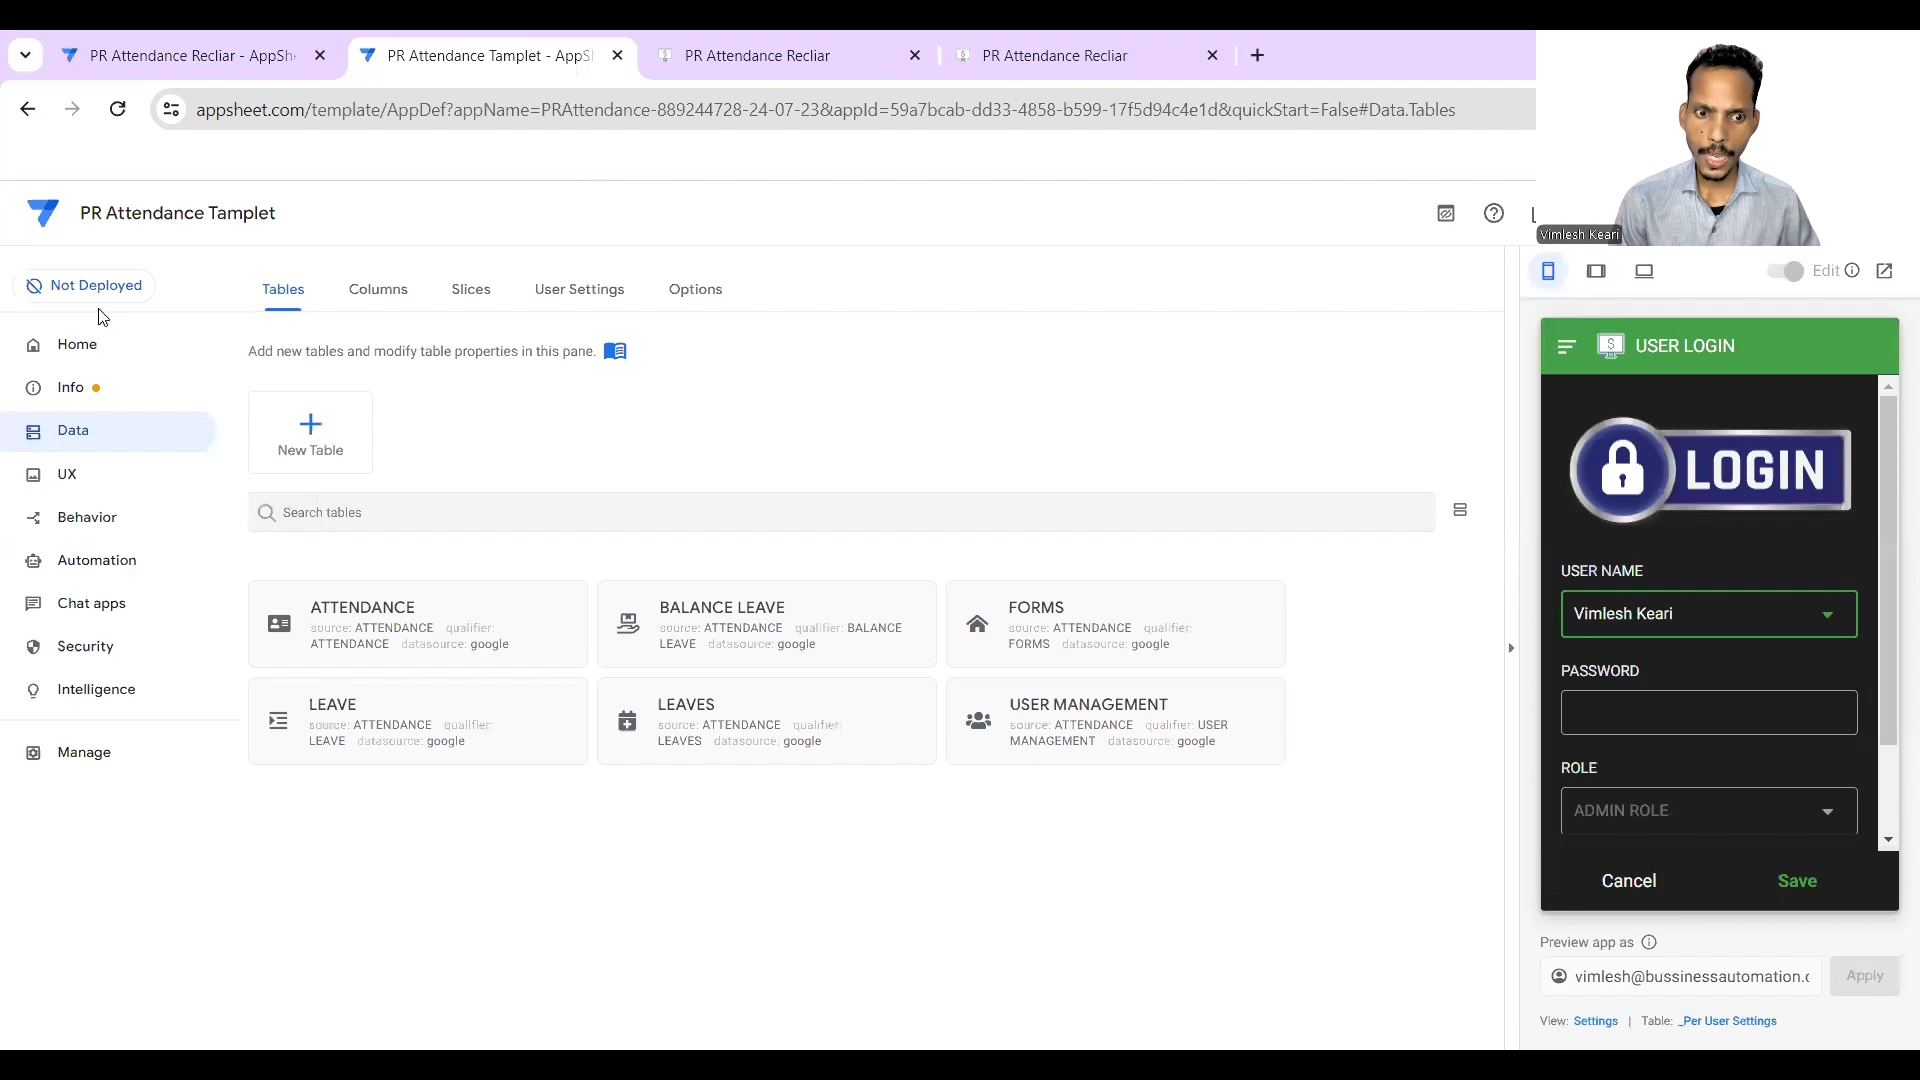 PR Attendance Recliar - AppSh
PR Attendance Tamplet - AppS
PR Attendance Recliar
PR Attendance Recliar
appsheet.com/template/AppDef?appName=PRAttendance-889244728-24-07-23&appId=59a7bcab-dd33-4858-b599-17f5d94c4e1d&quickStart=False#Data.Tables
PR Attendance Tamplet
Vimlesh Keari
Not Deployed
Tables
Columns
Slices
User Settings
Options
Edit
Home
Info
Data
UX
Behavior
Automation
Chat apps
Security
Intelligence
Manage
Add new tables and modify table properties in this pane.
New Table
Search tables
ATTENDANCE
source: ATTENDANCE qualifier:
ATTENDANCE datasource: google
BALANCE LEAVE
source: ATTENDANCE qualifier: BALANCE
LEAVE datasource: google
FORMS
source: ATTENDANCE qualifier:
FORMS datasource: google
LEAVE
source: ATTENDANCE qualifier:
LEAVE datasource: google
LEAVES
source: ATTENDANCE qualifier:
LEAVES datasource: google
USER MANAGEMENT
source: ATTENDANCE qualifier: USER
MANAGEMENT datasource: google
USER LOGIN
LOGIN
USER NAME
Vimlesh Keari
PASSWORD
ROLE
ADMIN ROLE
Cancel
Save
Preview app as
vimlesh@bussinessautomation.c
Apply
View: Settings | Table: _Per User Settings